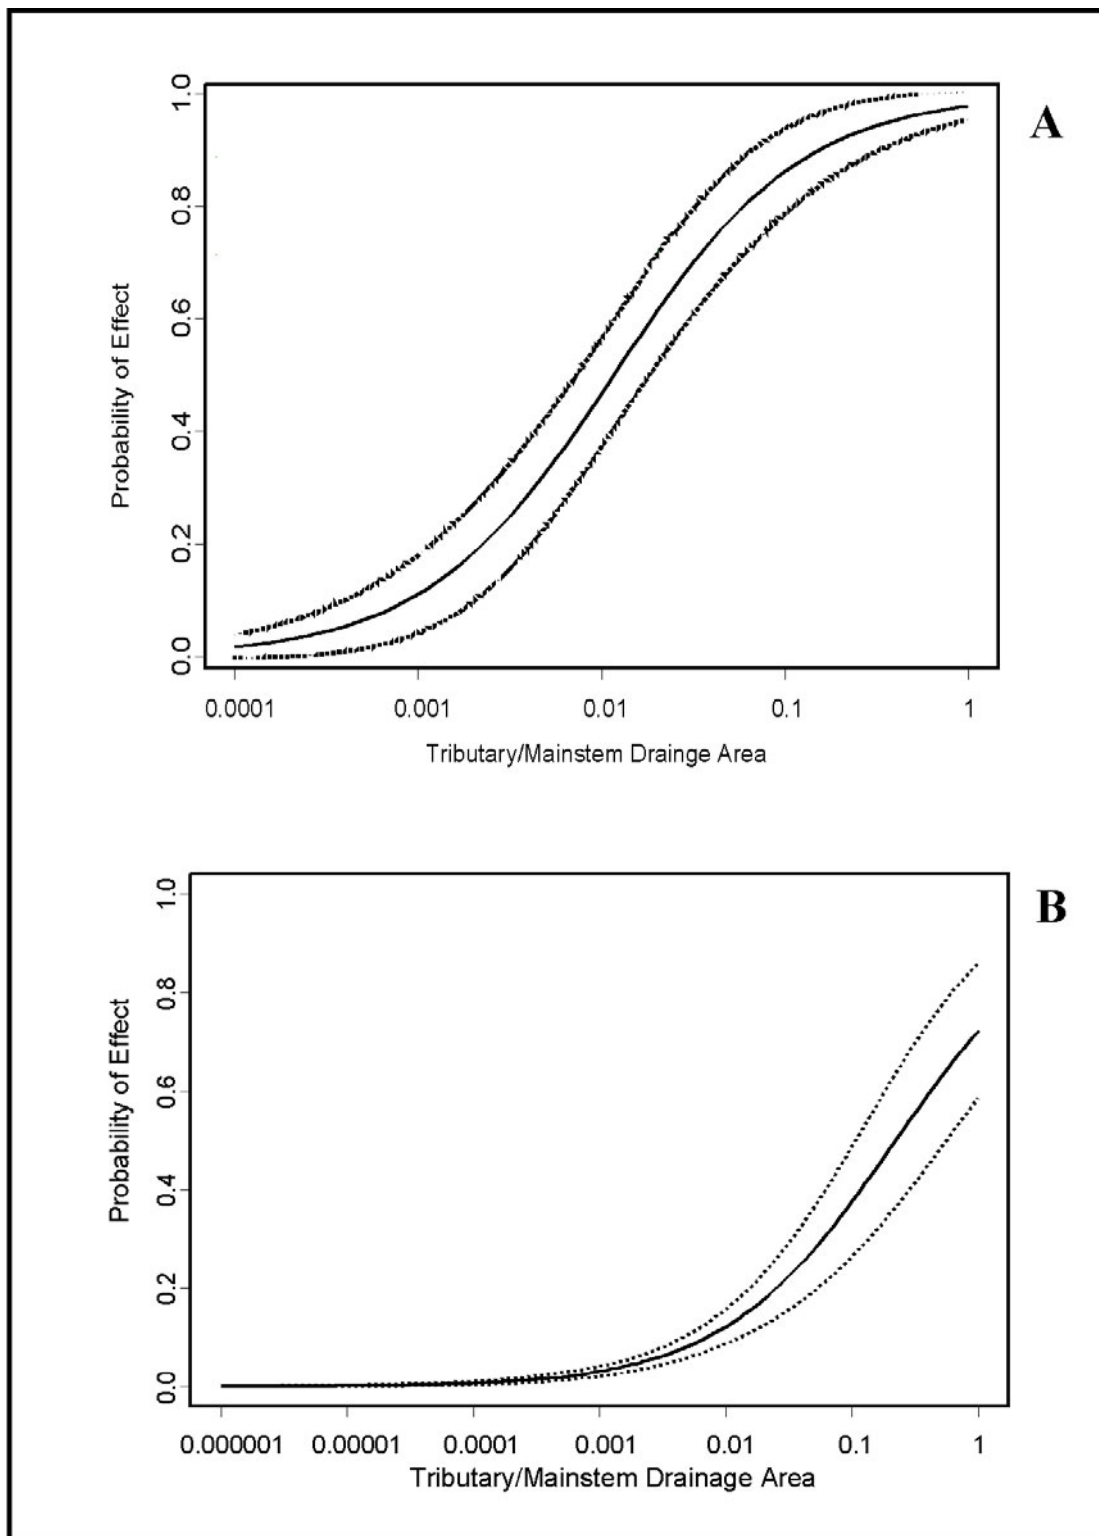 A
1.0
0.8
0.6
0.4
0.2
0.0
Probability of Effect
0.0001 0.001 0.01 0.1 1
Tributary/Mainstem Drainge Area
B
1.0
0.8
0.6
0.4
0.2
0.0
Probability of Effect
0.000001 0.00001 0.0001 0.001 0.01 0.1 1
Tributary/Mainstem Drainage Area